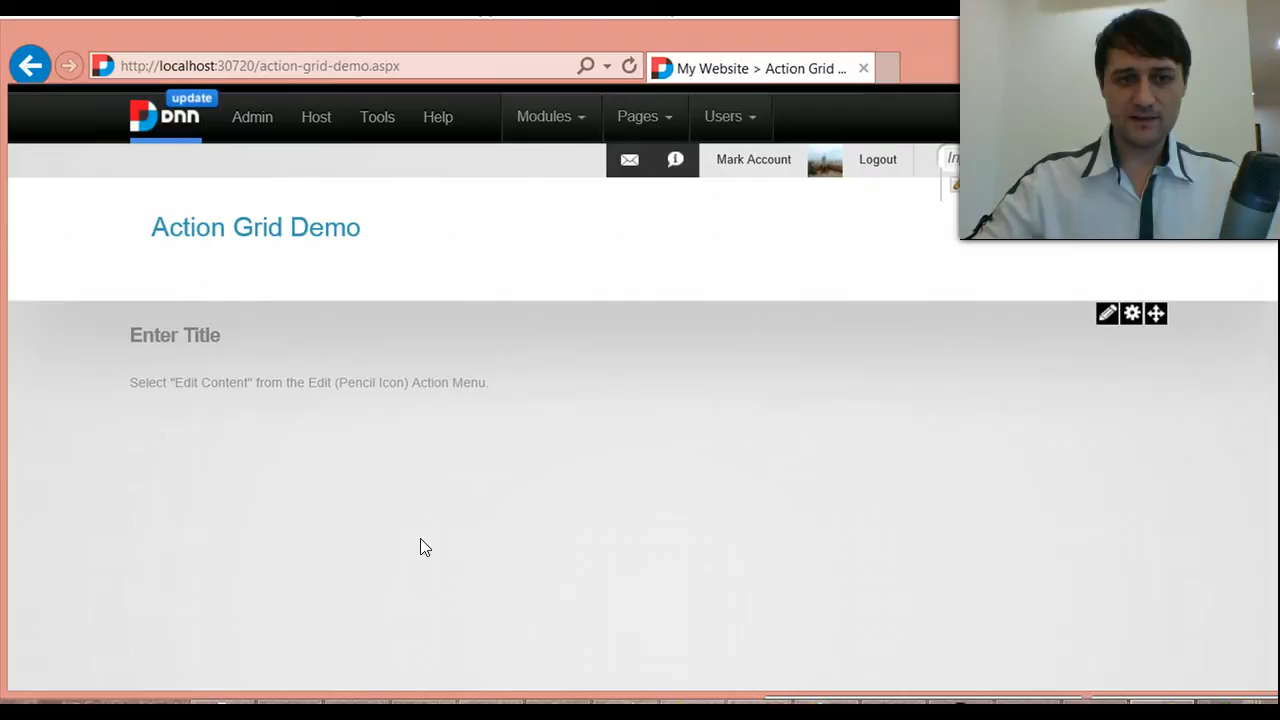 http://localhost:30720/action-grid-demo.aspx
My Website > Action Grid ...
update
DNN
Admin
Host
Tools
Help
Modules
Pages
Users
Mark Account
Logout
Action Grid Demo
Enter Title
Select "Edit Content" from the Edit (Pencil Icon) Action Menu.